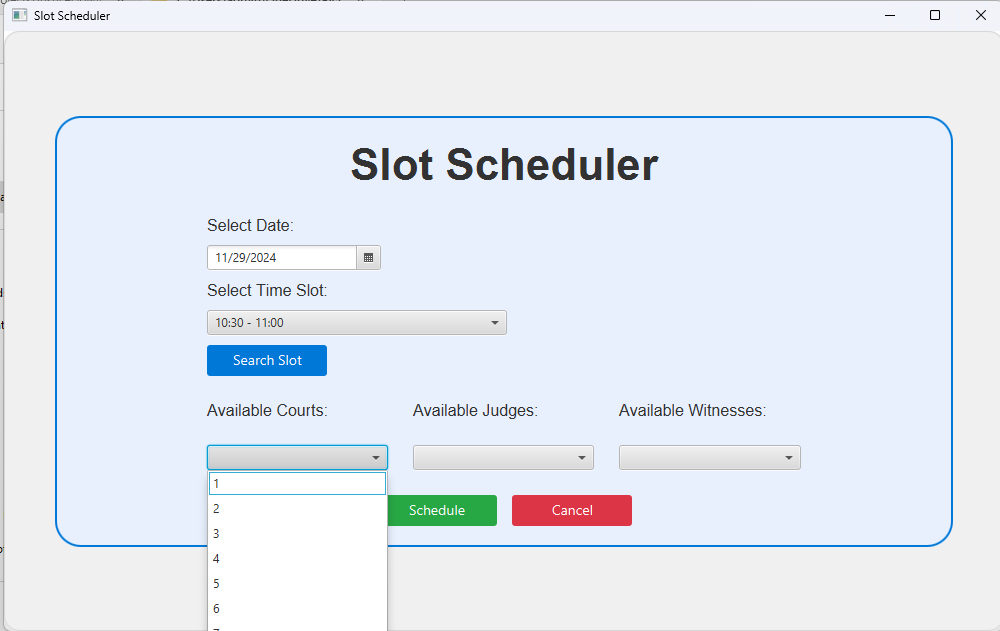 Slot Scheduler
Slot Scheduler
Select Date:
11/29/2024
Select Time Slot:
10:30 - 11:00
Search Slot
Available Courts: Available Judges: Available Witnesses:
1
Schedule Cancel
2
3
4
5
6